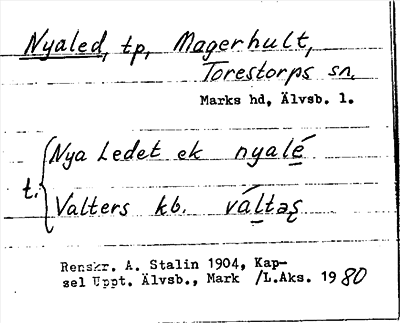 Nyaled, tp, Magerhult,
Torestorps sn.
Marks hd, Älvsb. l.
t. Nya Ledet ek nyalé
Valters kb. váltəş
Renskr. A. Stalin 1904, Kap-
sel Uppt. Älvsb., Mark /L.Aks. 1980